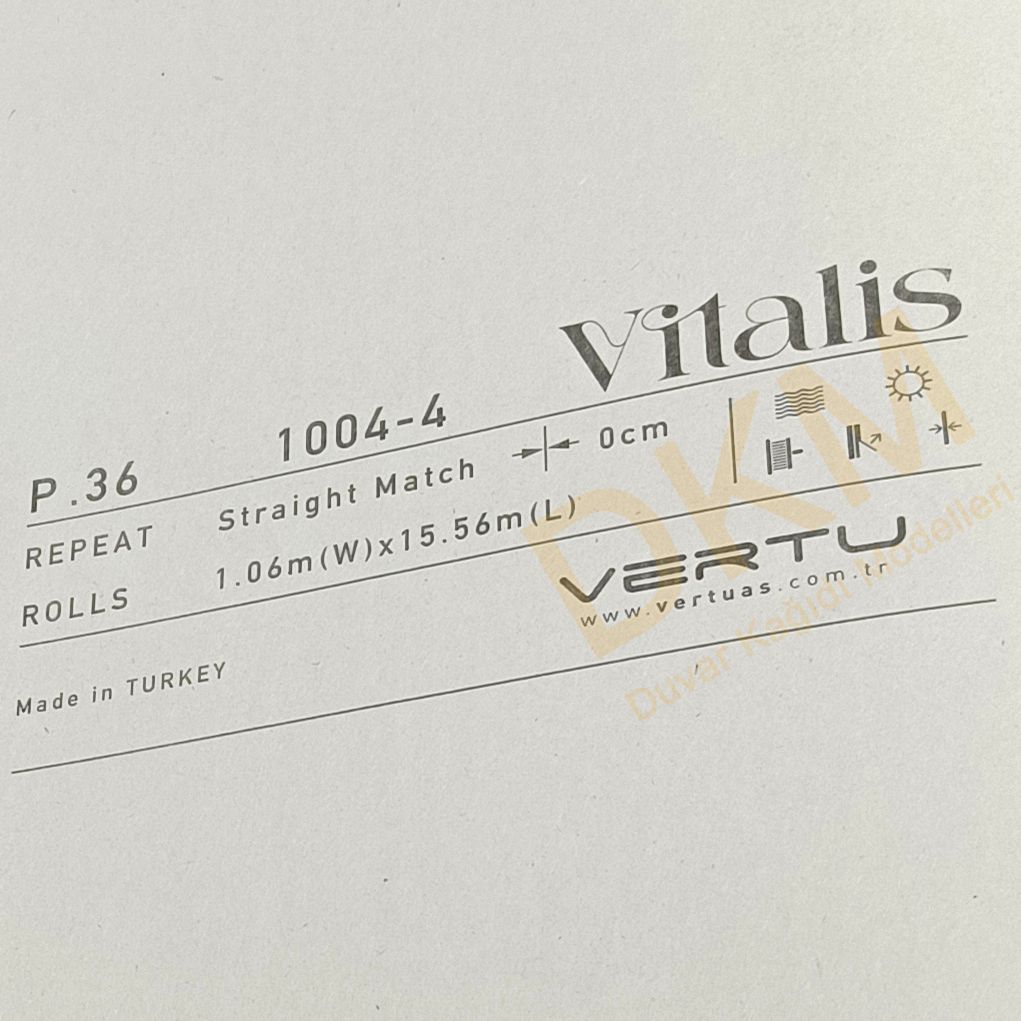 Vitalis
P.36 1004-4
REPEAT Straight Match 0cm
ROLLS 1.06m(W)x15.56m(L)
VERTU
www.vertuas.com.tr
Made in TURKEY
DKM
Duvar Kağıdı Modelleri